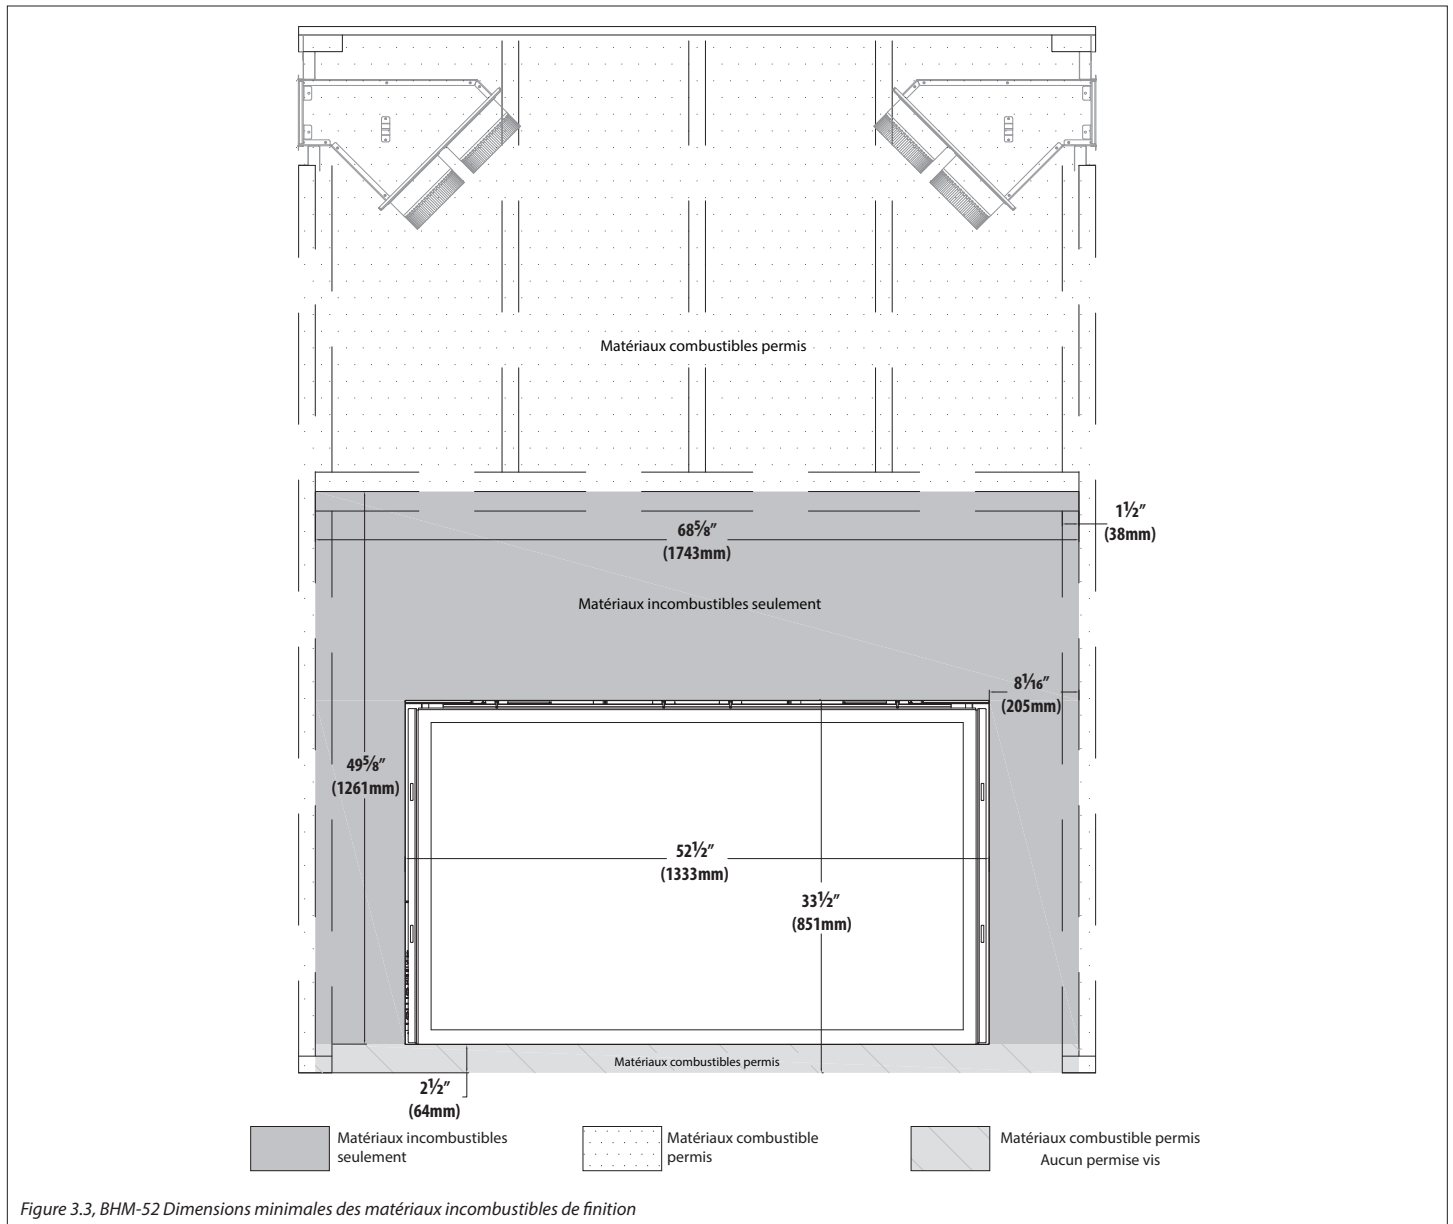 Matériaux combustibles permis
1½″
(38mm)
68⅝″
(1743mm)
Matériaux incombustibles seulement
8¹⁄₁₆″
(205mm)
49⅝″
(1261mm)
52½″
(1333mm)
33½″
(851mm)
Matériaux combustibles permis
2½″
(64mm)
Matériaux incombustibles
seulement
Matériaux combustible
permis
Matériaux combustible permis
Aucun permise vis
Figure 3.3, BHM-52 Dimensions minimales des matériaux incombustibles de finition